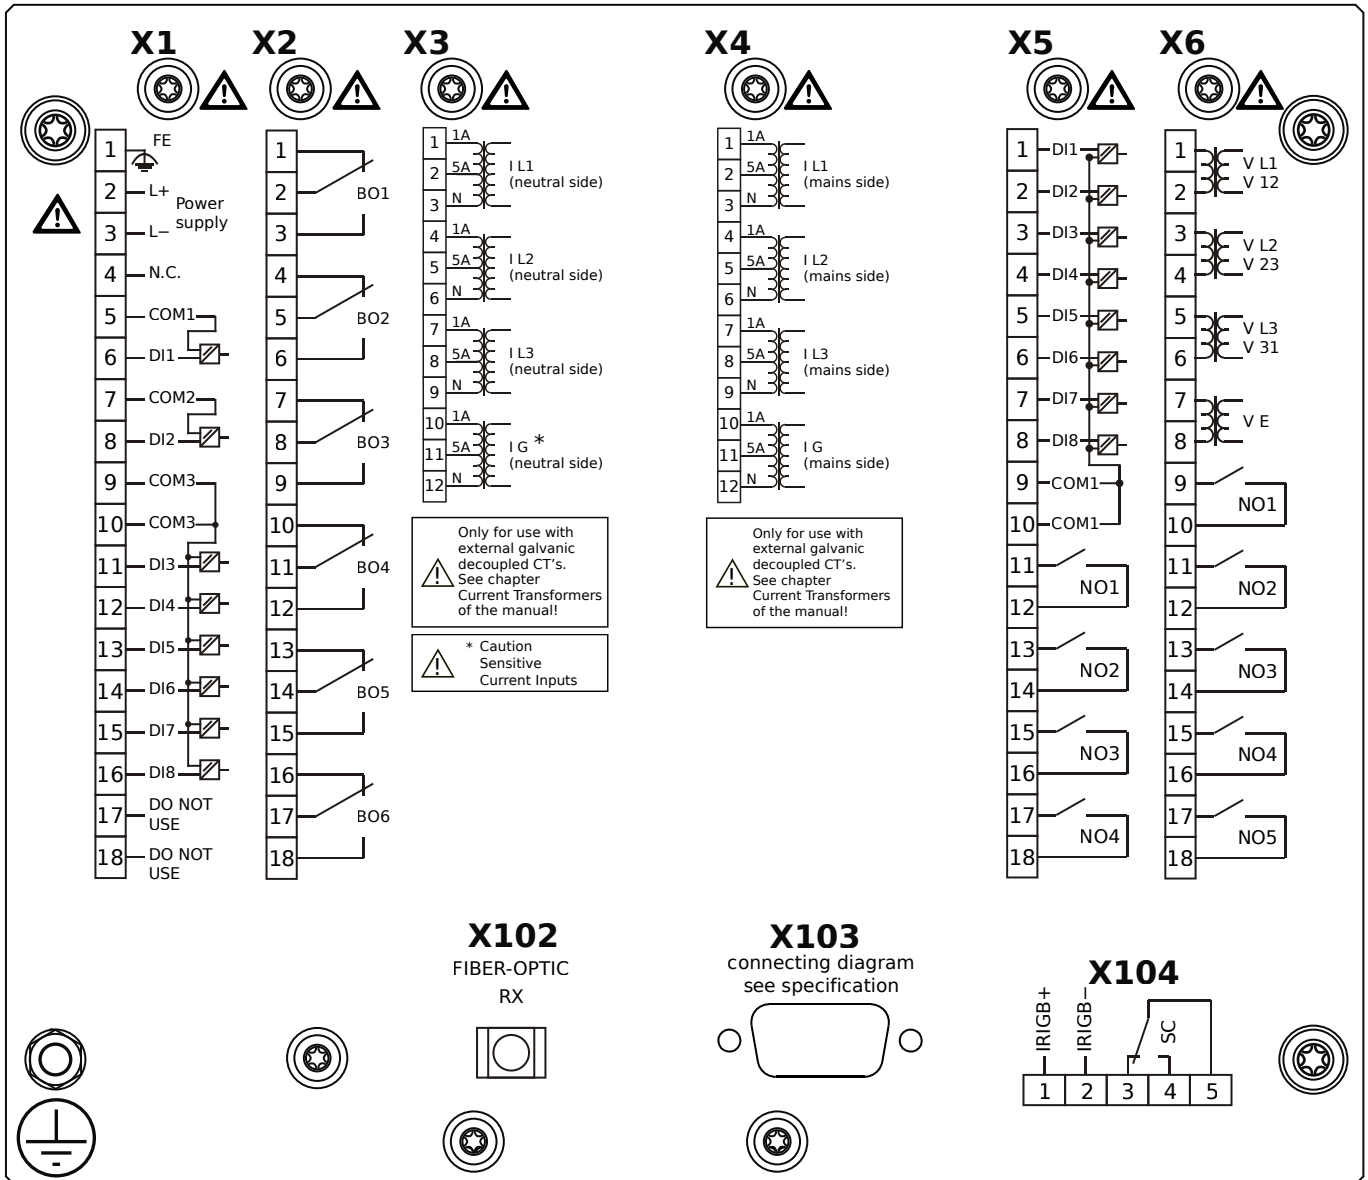 X1
X2
X3
X4
X5
X6
1
FE
2
L+
Power
supply
3
L−
4
N.C.
5
COM1
6
DI1
7
COM2
8
DI2
9
COM3
10
COM3
11
DI3
12
DI4
13
DI5
14
DI6
15
DI7
16
DI8
17
DO NOT
USE
18
DO NOT
USE
1
2
BO1
3
4
5
BO2
6
7
8
BO3
9
10
11
BO4
12
13
14
BO5
15
16
17
BO6
18
1
1A
2
5A
3
N
I L1
(neutral side)
4
1A
5
5A
6
N
I L2
(neutral side)
7
1A
8
5A
9
N
I L3
(neutral side)
10
1A
11
5A
12
N
I G *
(neutral side)
Only for use with
external galvanic
decoupled CT's.
See chapter
Current Transformers
of the manual!
* Caution
Sensitive
Current Inputs
1
1A
2
5A
3
N
I L1
(mains side)
4
1A
5
5A
6
N
I L2
(mains side)
7
1A
8
5A
9
N
I L3
(mains side)
10
1A
11
5A
12
N
I G
(mains side)
Only for use with
external galvanic
decoupled CT's.
See chapter
Current Transformers
of the manual!
1
DI1
2
DI2
3
DI3
4
DI4
5
DI5
6
DI6
7
DI7
8
DI8
9
COM1
10
COM1
11
NO1
12
13
NO2
14
15
NO3
16
17
NO4
18
1
V L1
2
V 12
3
V L2
4
V 23
5
V L3
6
V 31
7
V E
8
9
NO1
10
11
NO2
12
13
NO3
14
15
NO4
16
17
NO5
18
X102
FIBER-OPTIC
RX
X103
connecting diagram
see specification
X104
IRIGB+
IRIGB−
SC
1
2
3
4
5